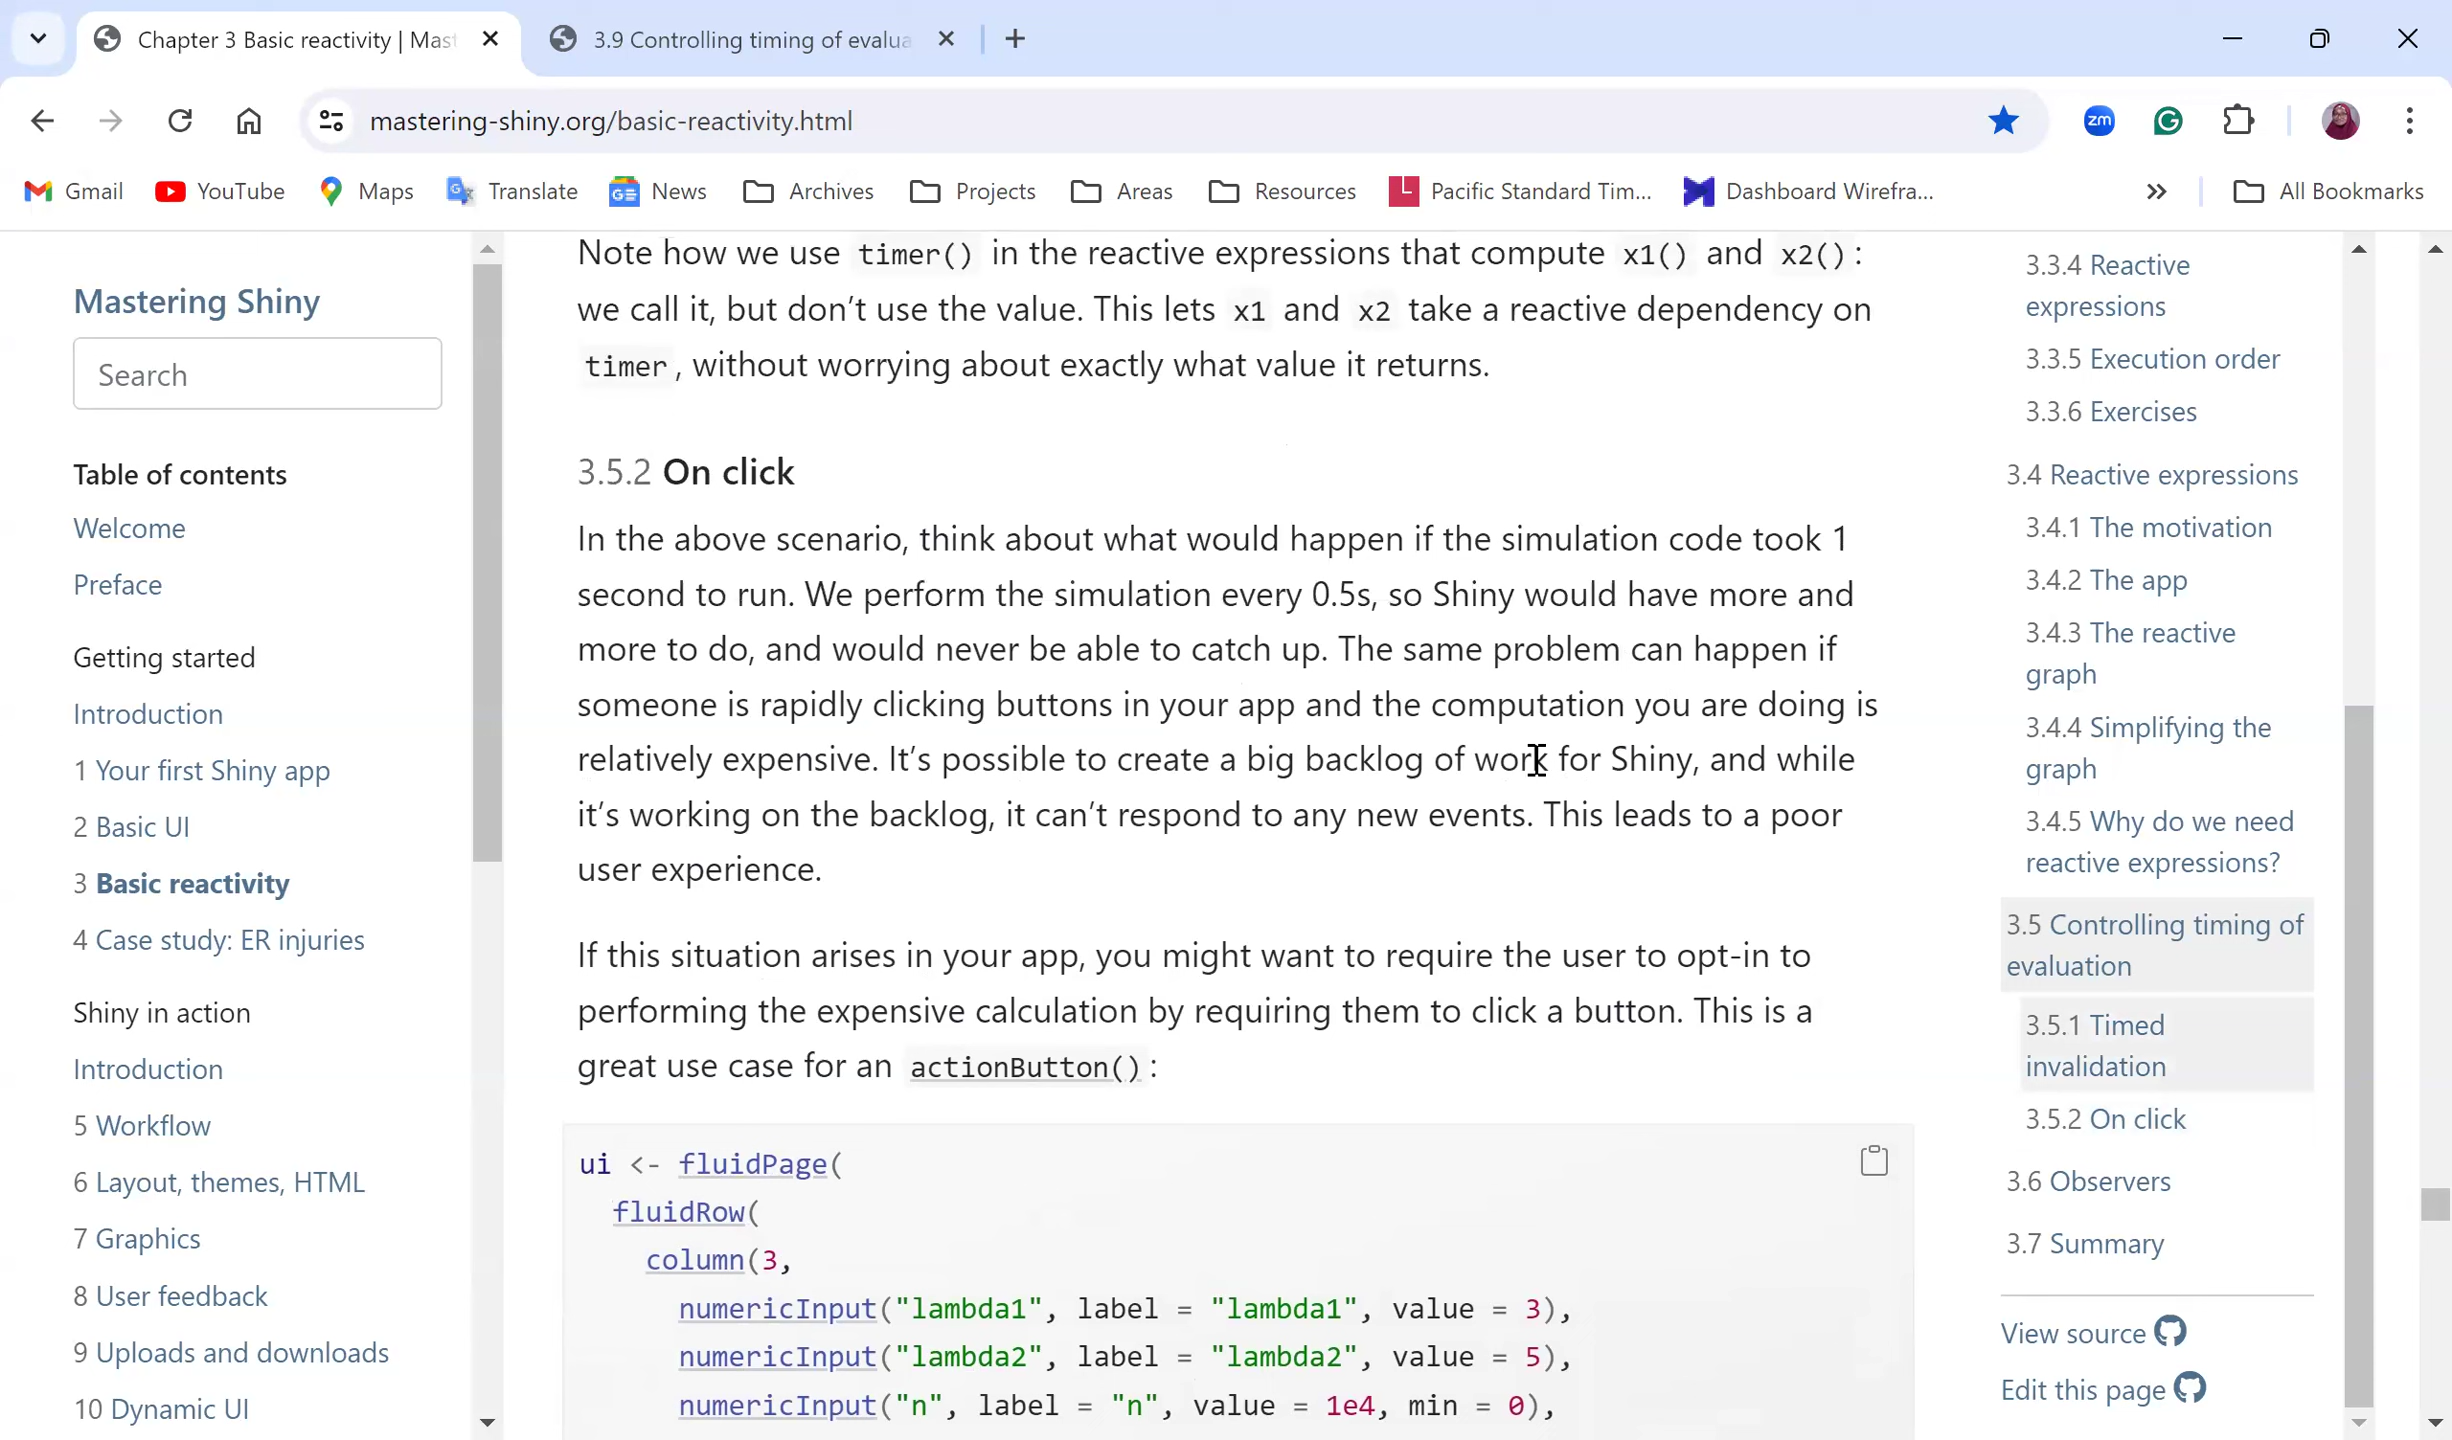 Chapter 3 Basic reactivity | Mast
3.9 Controlling timing of evalua
mastering-shiny.org/basic-reactivity.html
zm
Gmail
YouTube
Maps
Translate
News
Archives
Projects
Areas
Resources
Pacific Standard Tim...
Dashboard Wirefra...
All Bookmarks
Mastering Shiny
Search
Table of contents
Welcome
Preface
Getting started
Introduction
1 Your first Shiny app
2 Basic UI
3 Basic reactivity
4 Case study: ER injuries
Shiny in action
Introduction
5 Workflow
6 Layout, themes, HTML
7 Graphics
8 User feedback
9 Uploads and downloads
10 Dynamic UI
Note how we use timer() in the reactive expressions that compute x1() and x2():
we call it, but don’t use the value. This lets x1 and x2 take a reactive dependency on
timer, without worrying about exactly what value it returns.
3.5.2 On click
In the above scenario, think about what would happen if the simulation code took 1
second to run. We perform the simulation every 0.5s, so Shiny would have more and
more to do, and would never be able to catch up. The same problem can happen if
someone is rapidly clicking buttons in your app and the computation you are doing is
relatively expensive. It’s possible to create a big backlog of work for Shiny, and while
it’s working on the backlog, it can’t respond to any new events. This leads to a poor
user experience.
If this situation arises in your app, you might want to require the user to opt-in to
performing the expensive calculation by requiring them to click a button. This is a
great use case for an actionButton():
ui <- fluidPage(
fluidRow(
column(3,
numericInput("lambda1", label = "lambda1", value = 3),
numericInput("lambda2", label = "lambda2", value = 5),
numericInput("n", label = "n", value = 1e4, min = 0),
3.3.4 Reactive
expressions
3.3.5 Execution order
3.3.6 Exercises
3.4 Reactive expressions
3.4.1 The motivation
3.4.2 The app
3.4.3 The reactive
graph
3.4.4 Simplifying the
graph
3.4.5 Why do we need
reactive expressions?
3.5 Controlling timing of
evaluation
3.5.1 Timed
invalidation
3.5.2 On click
3.6 Observers
3.7 Summary
View source
Edit this page